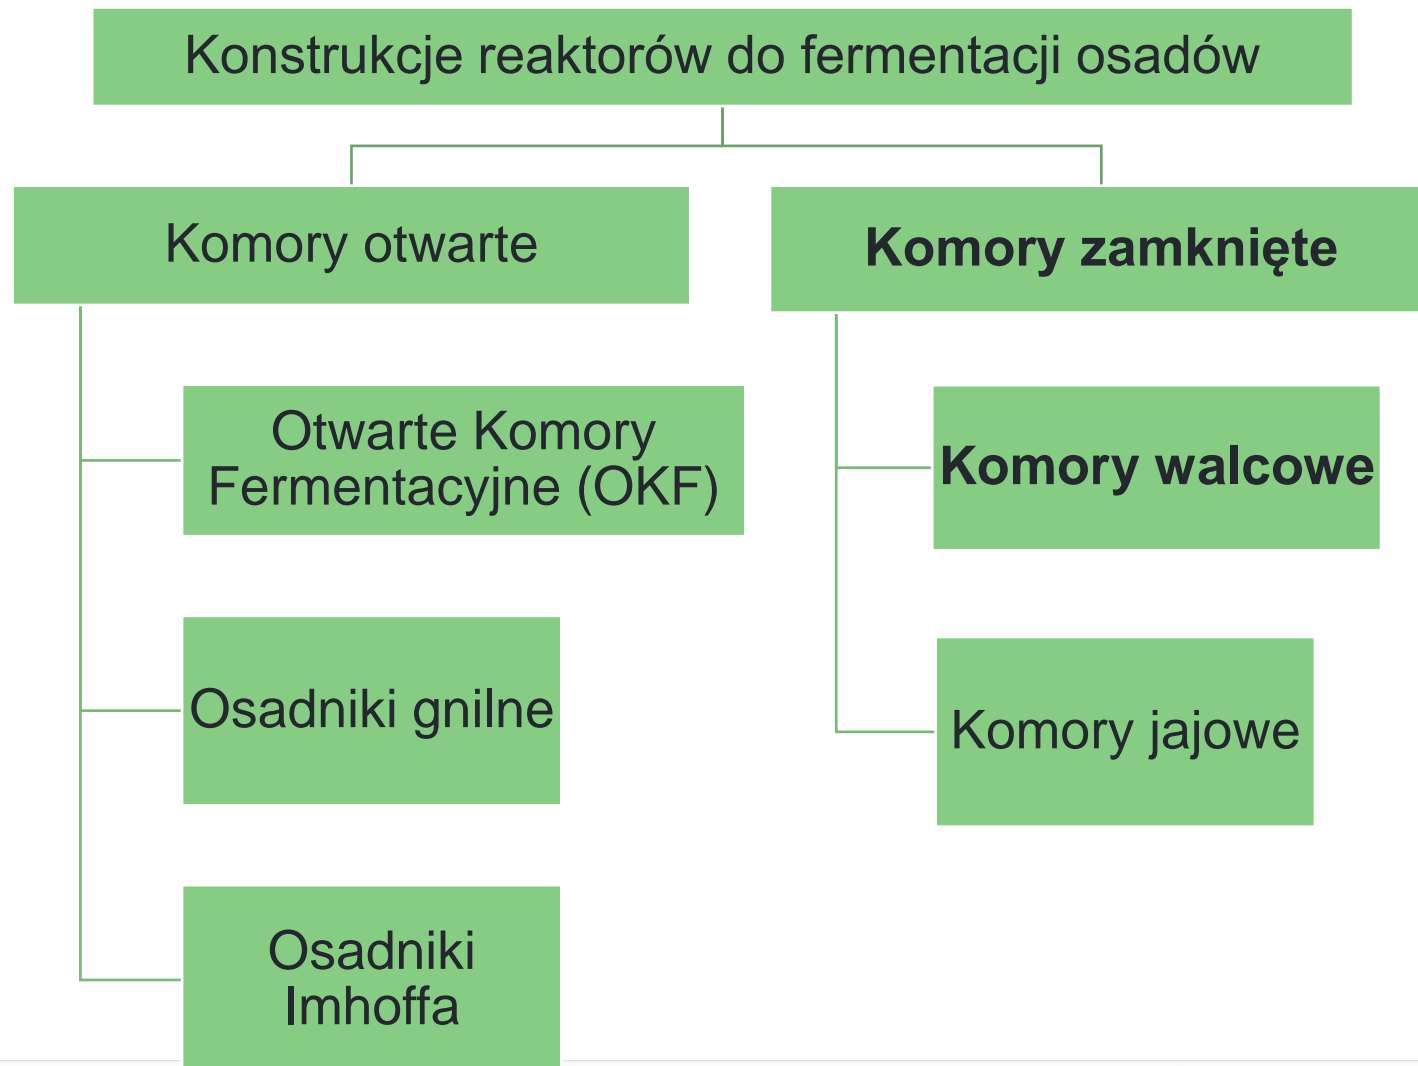 Konstrukcje reaktorów do fermentacji osadów
Komory otwarte
Otwarte Komory
Fermentacyjne (OKF)
Osadniki gnilne
Osadniki
Imhoffa
Komory zamknięte
Komory walcowe
Komory jajowe